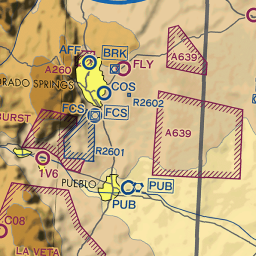 AFF
BRK
FLY
A639
A260
COS
ORADO SPRINGS
R2602
FCS
FCS
BURST
A639
R2601
1V6
PUEBLO
PUB
PUB
C08
LA VETA